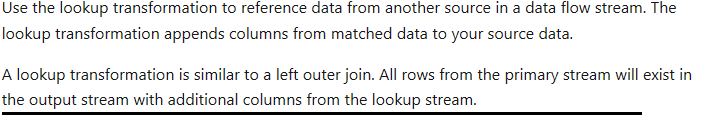 Use the lookup transformation to reference data from another source in a data flow stream. The
lookup transformation appends columns from matched data to your source data.
A lookup transformation is similar to a left outer join. All rows from the primary stream will exist in
the output stream with additional columns from the lookup stream.